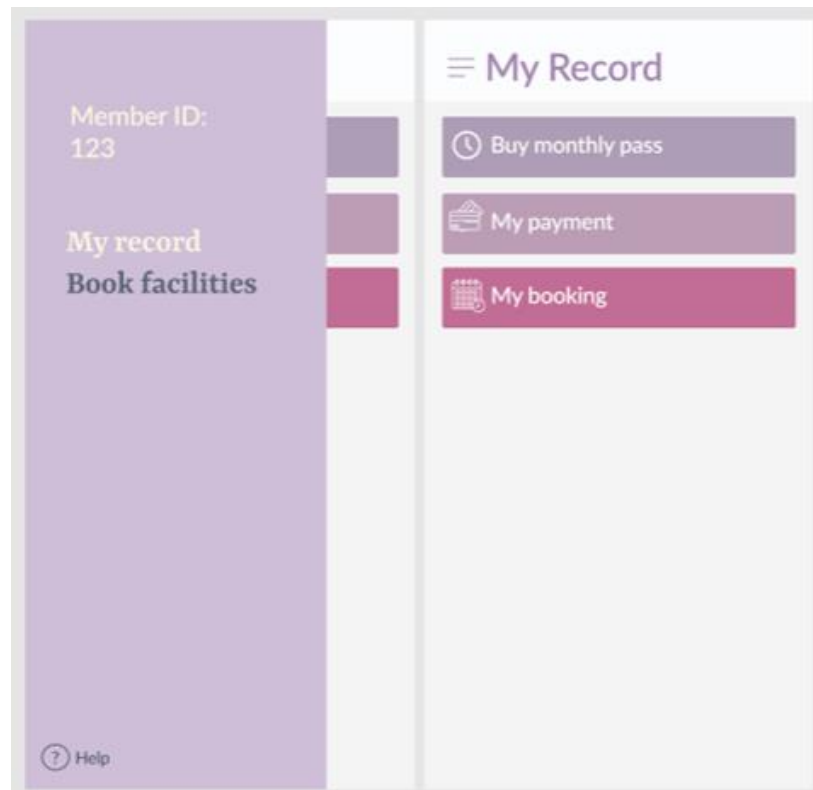 Member ID:
123
My record
Book facilities
? Help
My Record
Buy monthly pass
My payment
My booking